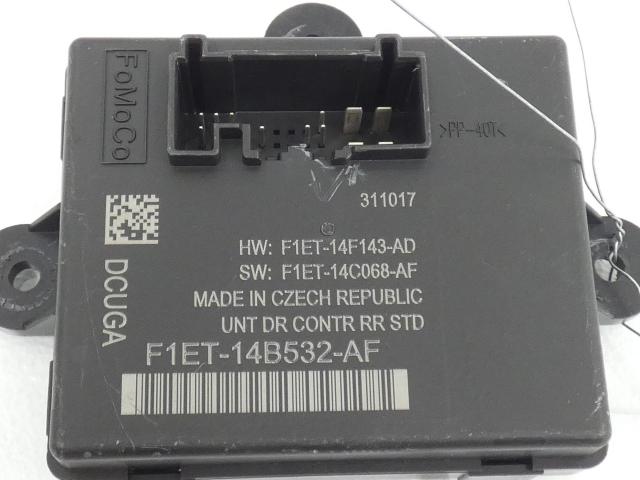 FoMoCo
>PP-40T<
311017
HW: F1ET-14F143-AD
SW: F1ET-14C068-AF
MADE IN CZECH REPUBLIC
UNT DR CONTR RR STD
DCUGA
F1ET-14B532-AF